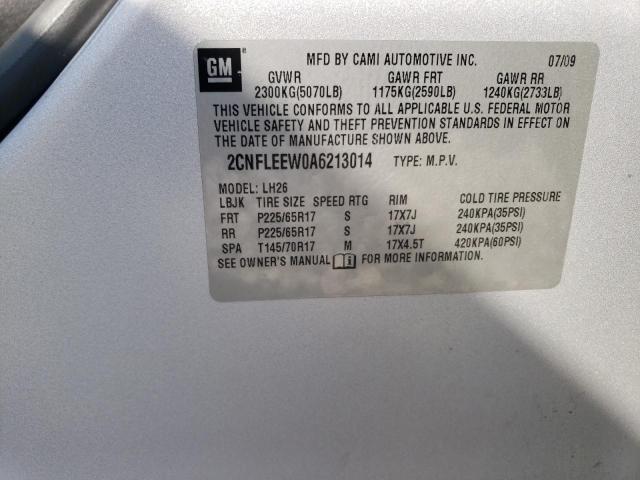 GM ® MFD BY CAMI AUTOMOTIVE INC. 07/09
GVWR GAWR FRT GAWR RR
2300KG(5070LB) 1175KG(2590LB) 1240KG(2733LB)
THIS VEHICLE CONFORMS TO ALL APPLICABLE U.S. FEDERAL MOTOR
VEHICLE SAFETY AND THEFT PREVENTION STANDARDS IN EFFECT ON
THE DATE OF MANUFACTURE SHOWN ABOVE.
2CNFLEEW0A6213014 TYPE: M.P.V.
MODEL: LH26
LBJK TIRE SIZE SPEED RTG RIM COLD TIRE PRESSURE
FRT P225/65R17 S 17X7J 240KPA(35PSI)
RR P225/65R17 S 17X7J 240KPA(35PSI)
SPA T145/70R17 M 17X4.5T 420KPA(60PSI)
SEE OWNER'S MANUAL FOR MORE INFORMATION.